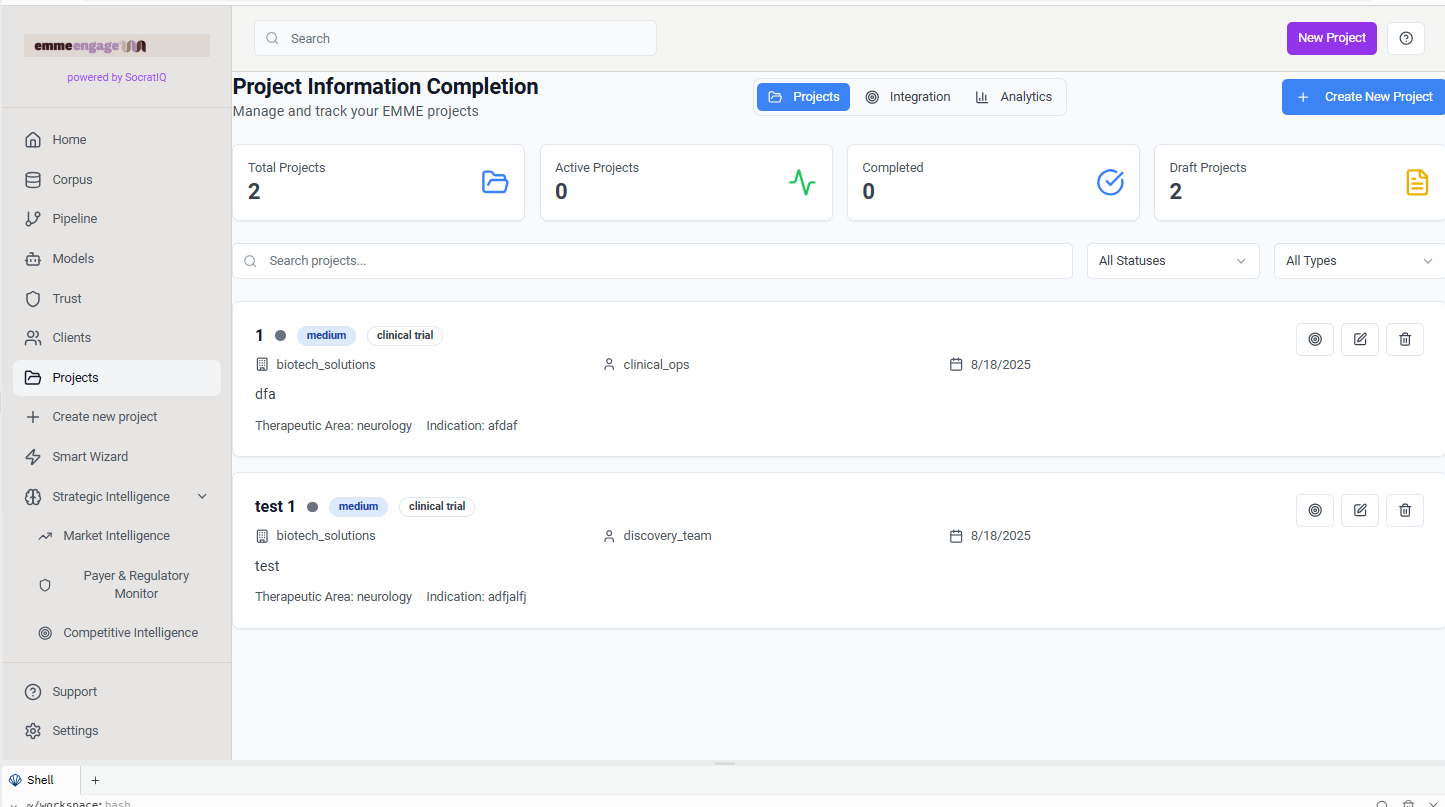 emmeengage
powered by SocratIQ
Home
Corpus
Pipeline
Models
Trust
Clients
Projects
Create new project
Smart Wizard
Strategic Intelligence
Market Intelligence
Payer & Regulatory
Monitor
Competitive Intelligence
Support
Settings
Search
New Project
Project Information Completion
Manage and track your EMME projects
Projects
Integration
Analytics
Create New Project
Total Projects
2
Active Projects
0
Completed
0
Draft Projects
2
Search projects...
All Statuses
All Types
1 medium clinical trial
biotech_solutions clinical_ops 8/18/2025
dfa
Therapeutic Area: neurology Indication: afdaf
test 1 medium clinical trial
biotech_solutions discovery_team 8/18/2025
test
Therapeutic Area: neurology Indication: adfjalfj
Shell
~/workspace: bash